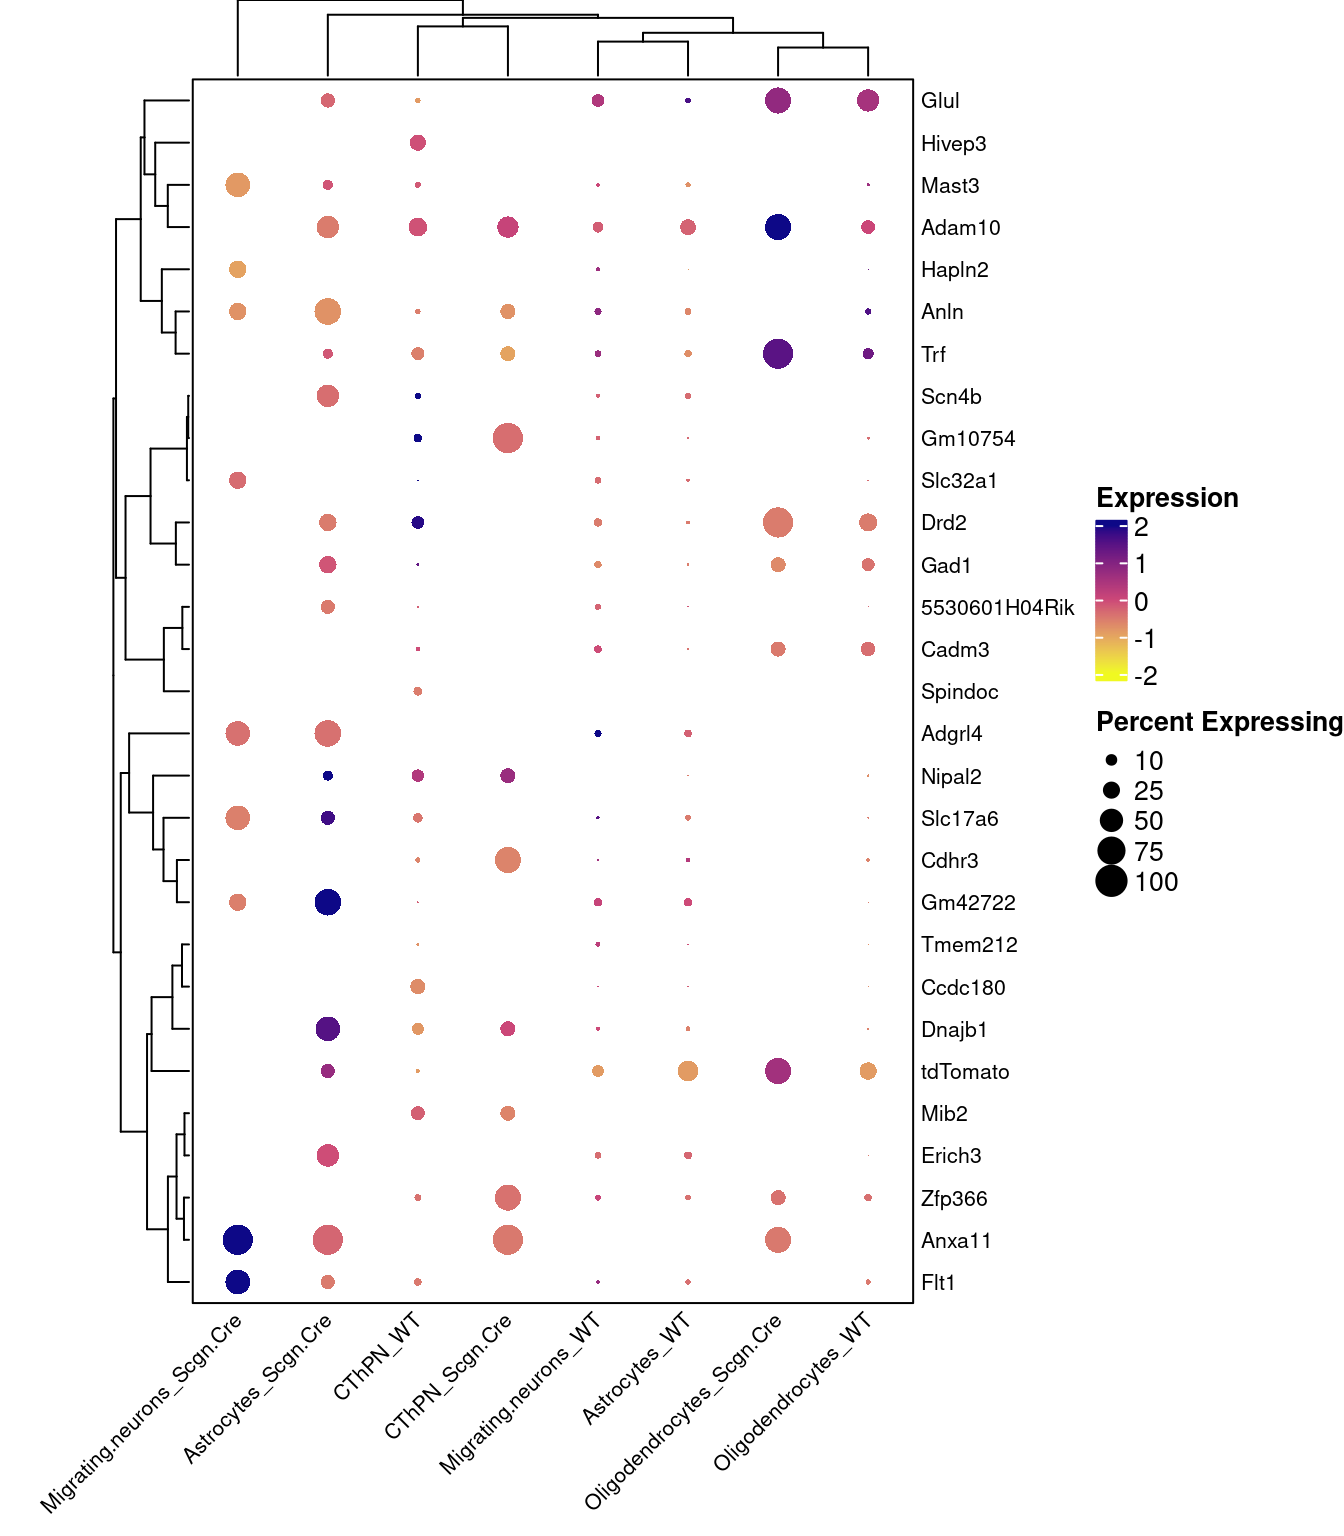 Glul
Hivep3
Mast3
Adam10
Hapln2
Anln
Trf
Scn4b
Gm10754
Slc32a1
Drd2
Gad1
5530601H04Rik
Cadm3
Spindoc
Adgrl4
Nipal2
Slc17a6
Cdhr3
Gm42722
Tmem212
Ccdc180
Dnajb1
tdTomato
Mib2
Erich3
Zfp366
Anxa11
Flt1
Expression
2
1
0
-1
-2
Percent Expressing
10
25
50
75
100
Migrating.neurons_Scgn.Cre
Astrocytes_Scgn.Cre
CThPN_WT
CThPN_Scgn.Cre
Migrating.neurons_WT
Astrocytes_WT
Oligodendrocytes_Scgn.Cre
Oligodendrocytes_WT